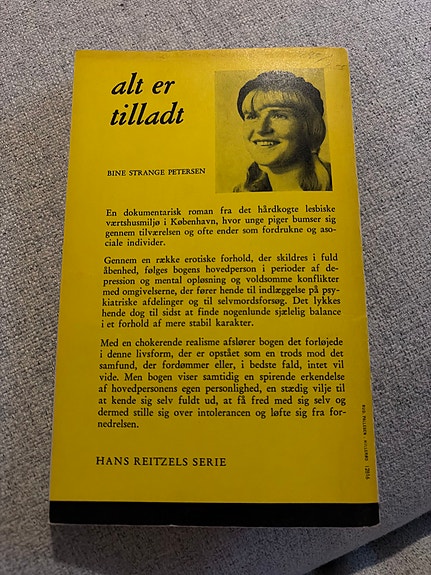 alt er
tilladt
BINE STRANGE PETERSEN
En dokumentarisk roman fra det hårdkogte lesbiske
værtshusmiljø i København, hvor unge piger bumser sig
gennem tilværelsen og ofte ender som fordrukne og aso-
ciale individer.
Gennem en række erotiske forhold, der skildres i fuld
åbenhed, følges bogens hovedperson i perioder af de-
pression og mental opløsning og voldsomme konflikter
med omgivelserne, der fører hende til indlæggelse på psy-
kiatriske afdelinger og til selvmordsforsøg. Det lykkes
hende dog til sidst at finde nogenlunde sjælelig balance
i et forhold af mere stabil karakter.
Med en chokerende realisme afslører bogen det forløjede
i denne livsform, der er opstået som en trods mod det
samfund, der fordømmer eller, i bedste fald, intet vil
vide. Men bogen viser samtidig en spirende erkendelse
af hovedpersonens egen personlighed, en stædig vilje til
at kende sig selv fuldt ud, at få fred med sig selv og
dermed stille sig over intolerancen og løfte sig fra for-
nedrelsen.
HANS REITZELS SERIE